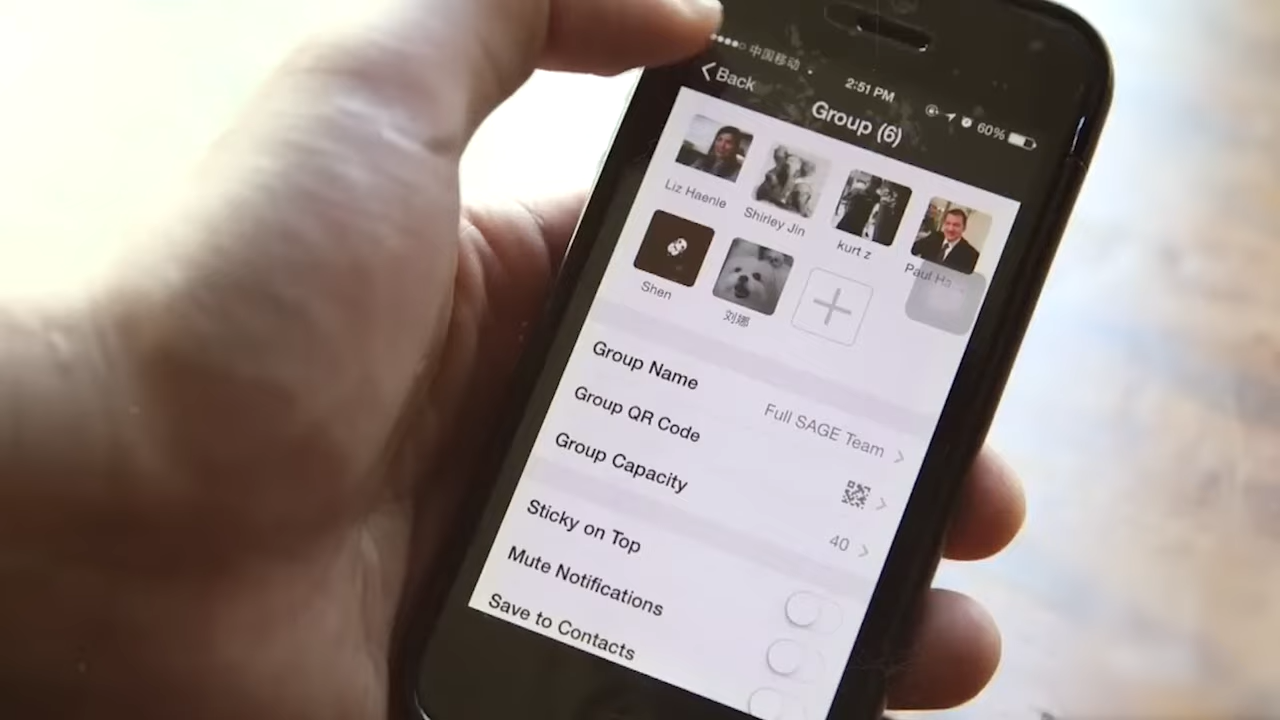 中国移动 2:51 PM 60%
Back
Group (6)
Liz Haenle Shirley Jin kurt z Paul Ha...
Shen 刘娜
Group Name Full SAGE Team
Group QR Code
Group Capacity 40
Sticky on Top
Mute Notifications
Save to Contacts